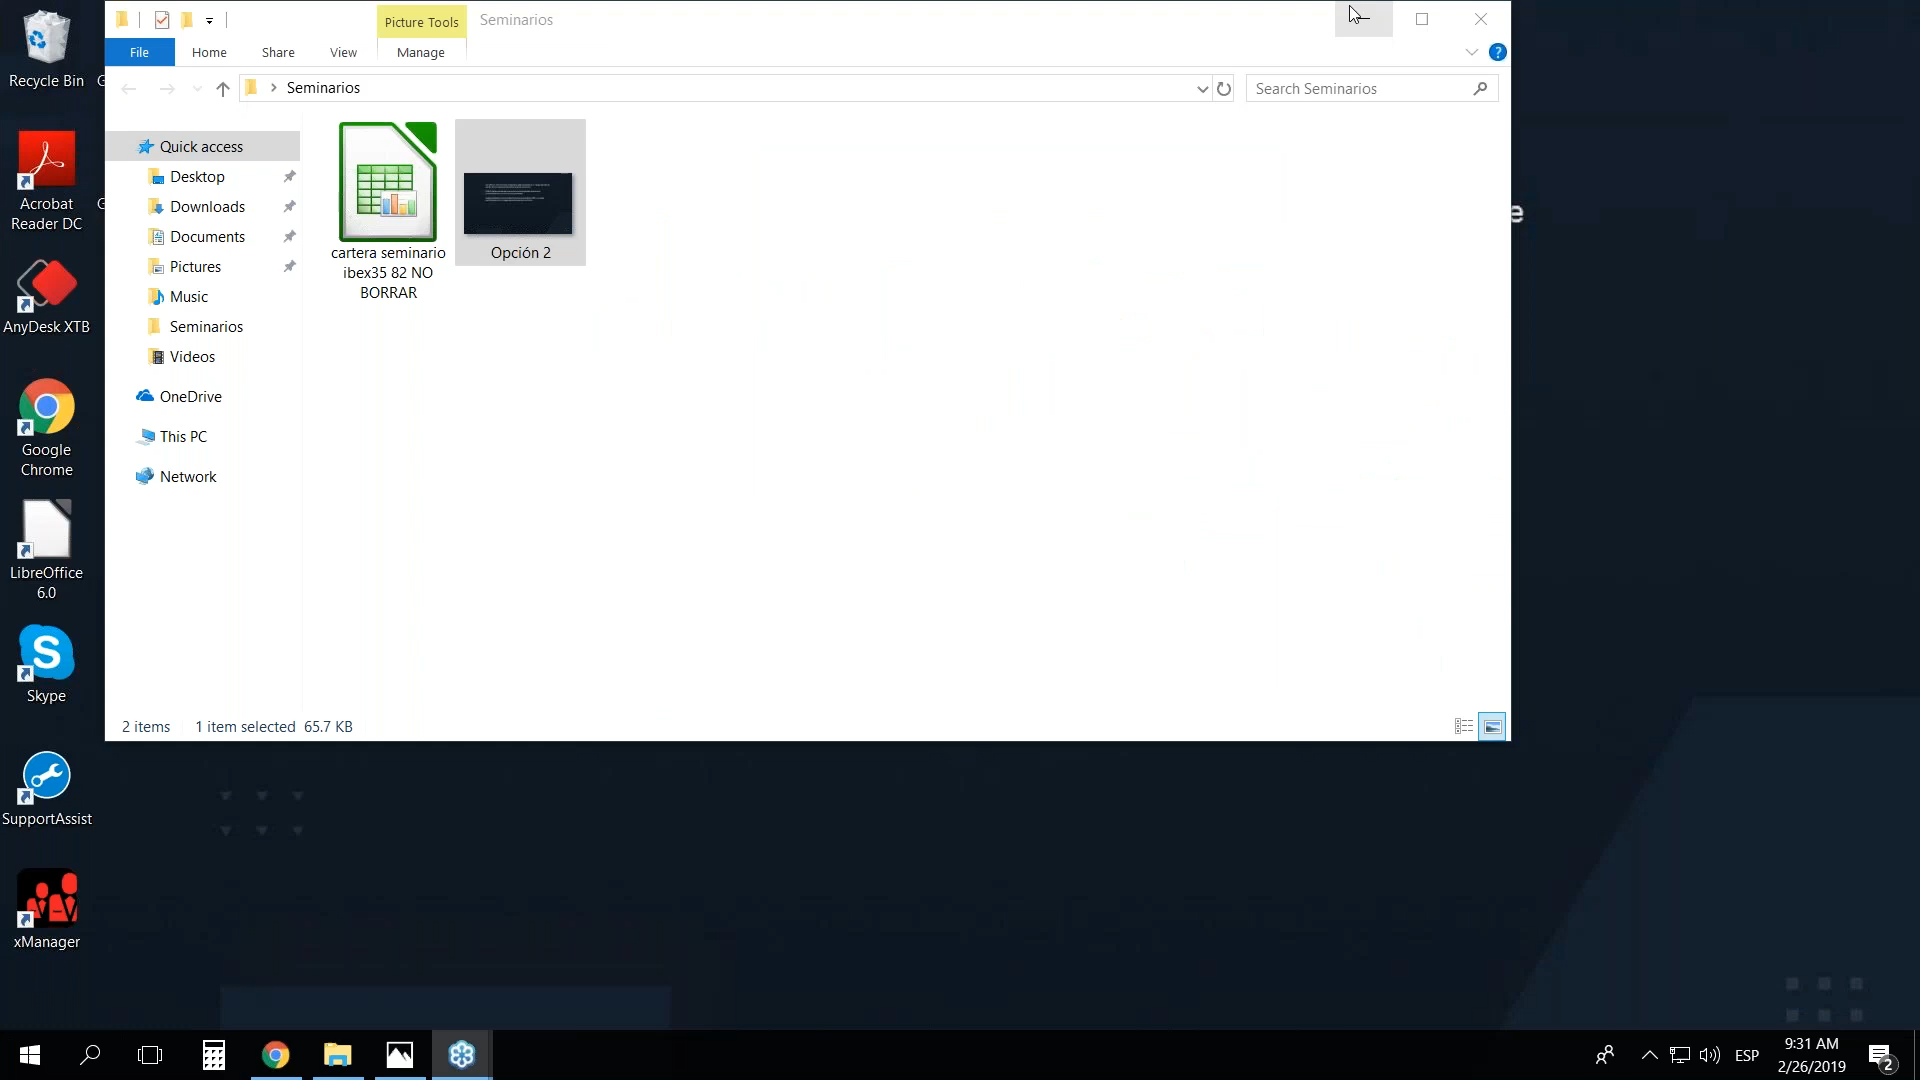 Recycle Bin
Acrobat
Reader DC
AnyDesk XTB
Google
Chrome
LibreOffice
6.0
Skype
SupportAssist
xManager
Picture Tools
Seminarios
File
Home
Share
View
Manage
Seminarios
Search Seminarios
Quick access
Desktop
Downloads
Documents
Pictures
Music
Seminarios
Videos
OneDrive
This PC
Network
cartera seminario
ibex35 82 NO
BORRAR
Opción 2
2 items
1 item selected 65.7 KB
e
ESP
9:31 AM
2/26/2019
2